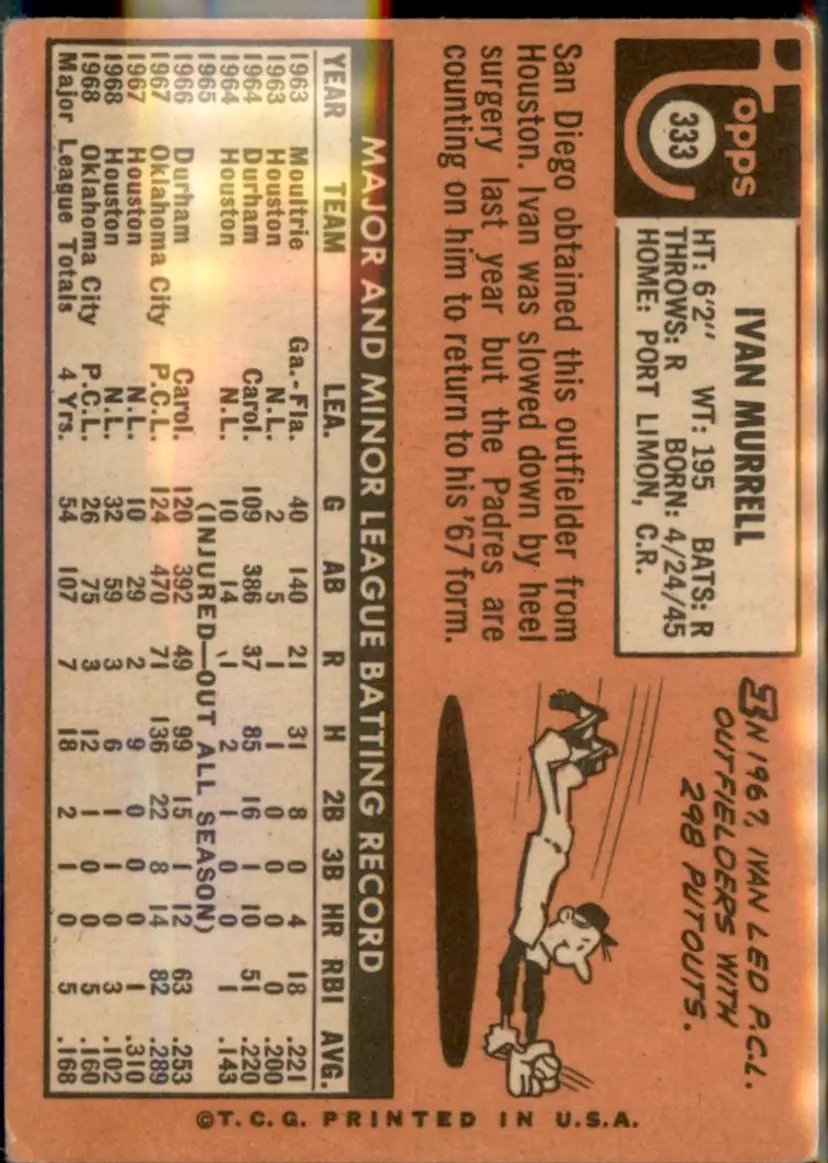 Topps
333
IVAN MURRELL
HT: 6'2" WT: 195 BATS: R
THROWS: R BORN: 4/24/45
HOME: PORT LIMON, C.R.
San Diego obtained this outfielder from
Houston. Ivan was slowed down by heel
surgery last year but the Padres are
counting on him to return to his '67 form.
IN 1967, IVAN LED P.C.L.
OUTFIELDERS WITH
298 PUTOUTS.
MAJOR AND MINOR LEAGUE BATTING RECORD
YEAR TEAM LEA. G AB R H 2B 3B HR RBI AVG.
1963 Moultrie Ga.-Fla. 40 140 21 31 8 0 4 18 .221
1963 Houston N.L. 2 5 1 1 0 0 0 0 .200
1964 Durham Carol. 109 386 37 85 16 1 10 51 .220
1964 Houston N.L. 10 14 1 2 1 0 0 1 .143
1965 (INJURED—OUT ALL SEASON)
1966 Durham Carol. 120 392 49 99 15 1 12 63 .253
1967 Oklahoma City P.C.L. 124 470 71 136 22 8 14 82 .289
1967 Houston N.L. 10 29 2 9 0 0 0 1 .310
1968 Houston N.L. 32 59 3 6 1 1 0 3 .102
1968 Oklahoma City P.C.L. 26 75 3 12 1 0 0 5 .160
Major League Totals 4 Yrs. 54 107 7 18 2 1 0 5 .168
©T.C.G. PRINTED IN U.S.A.